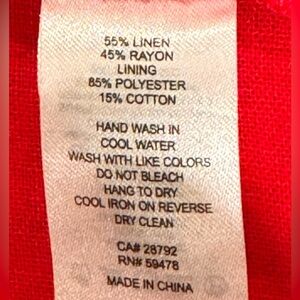 55% LINEN
45% RAYON
LINING
85% POLYESTER
15% COTTON
HAND WASH IN
COOL WATER
WASH WITH LIKE COLORS
DO NOT BLEACH
HANG TO DRY
COOL IRON ON REVERSE
DRY CLEAN
CA# 28792
RN# 59478
MADE IN CHINA